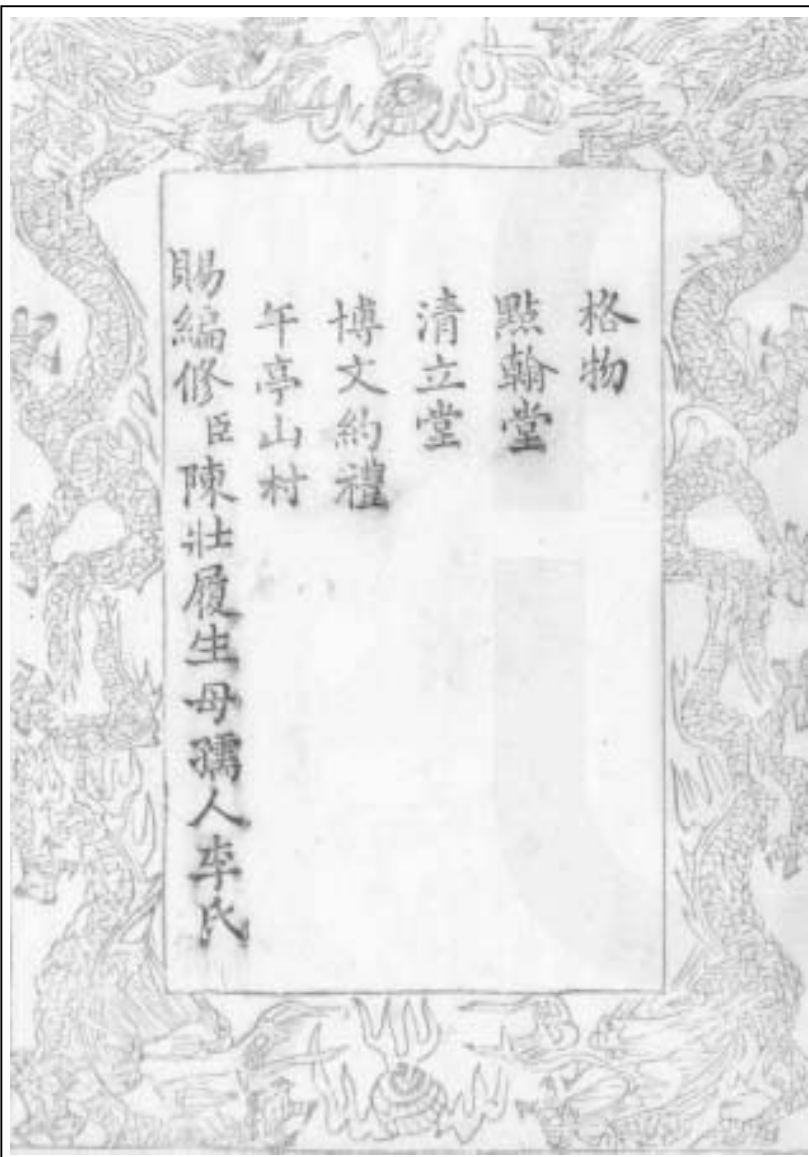 格物
點翰堂
清立堂
博文約禮
午亭山村
賜編修臣陳壯履生母孺人李氏